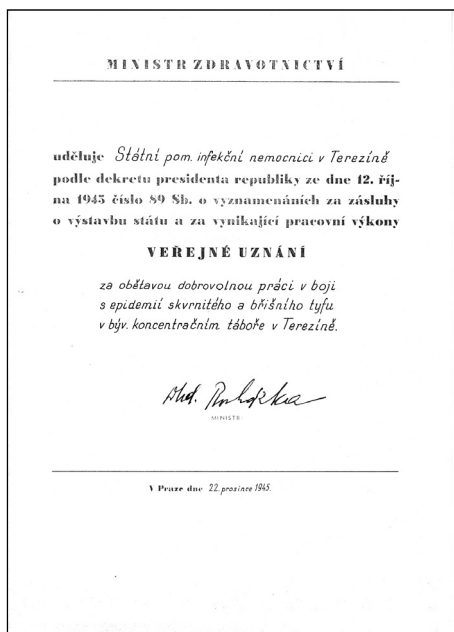 MINISTR ZDRAVOTNICTVÍ
uděluje Státní pom. infekční nemocnici v Terezíně
podle dekretu presidenta republiky ze dne 12. říj-
na 1945 číslo 89 Sb. o vyznamenáních za zásluhy
o výstavbu státu a za vynikající pracovní výkony
VEŘEJNÉ UZNÁNÍ
za obětavou dobrovolnou práci v boji
s epidemií skvrnitého a břišního tyfu
v býv. koncentračním táboře v Terezíně.
Procházka
MINISTR
V Praze dne 22. prosince 1945.